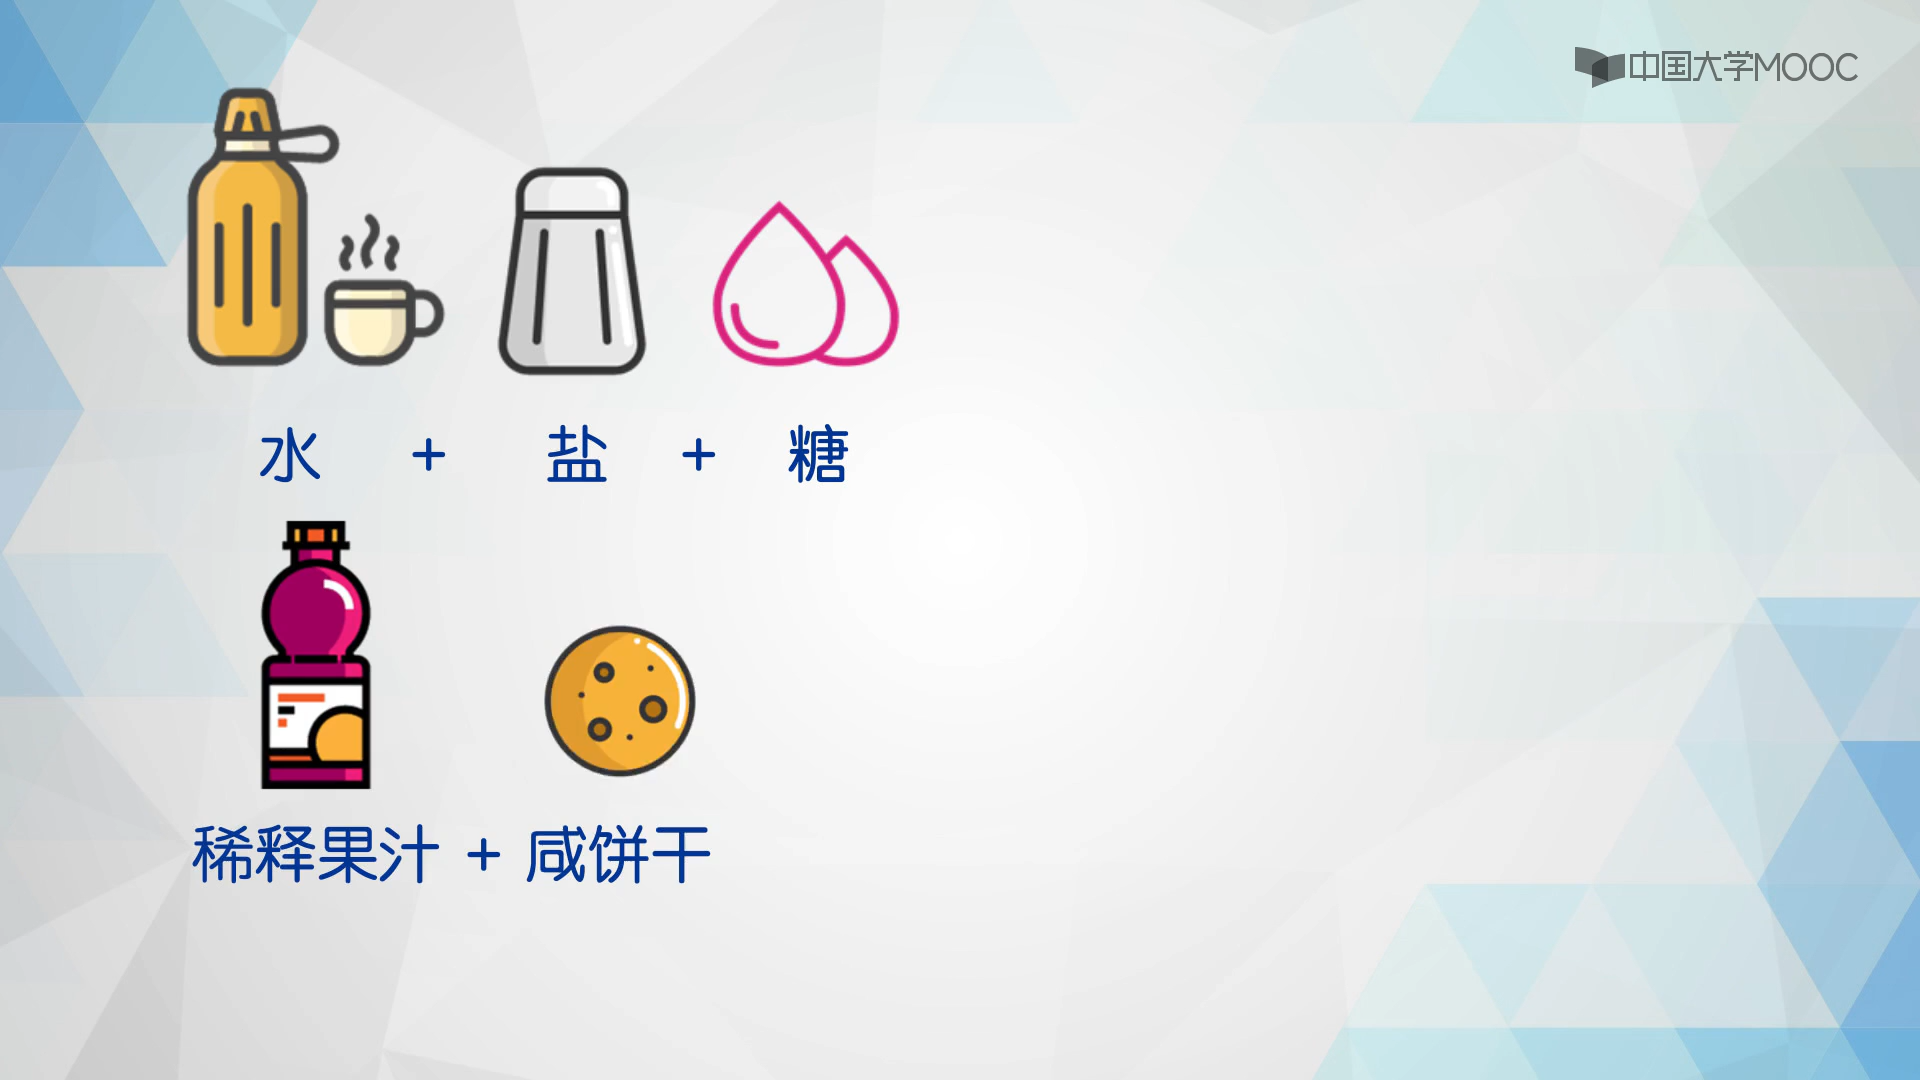 中国大学MOOC
水 + 盐 + 糖
稀释果汁 + 咸饼干